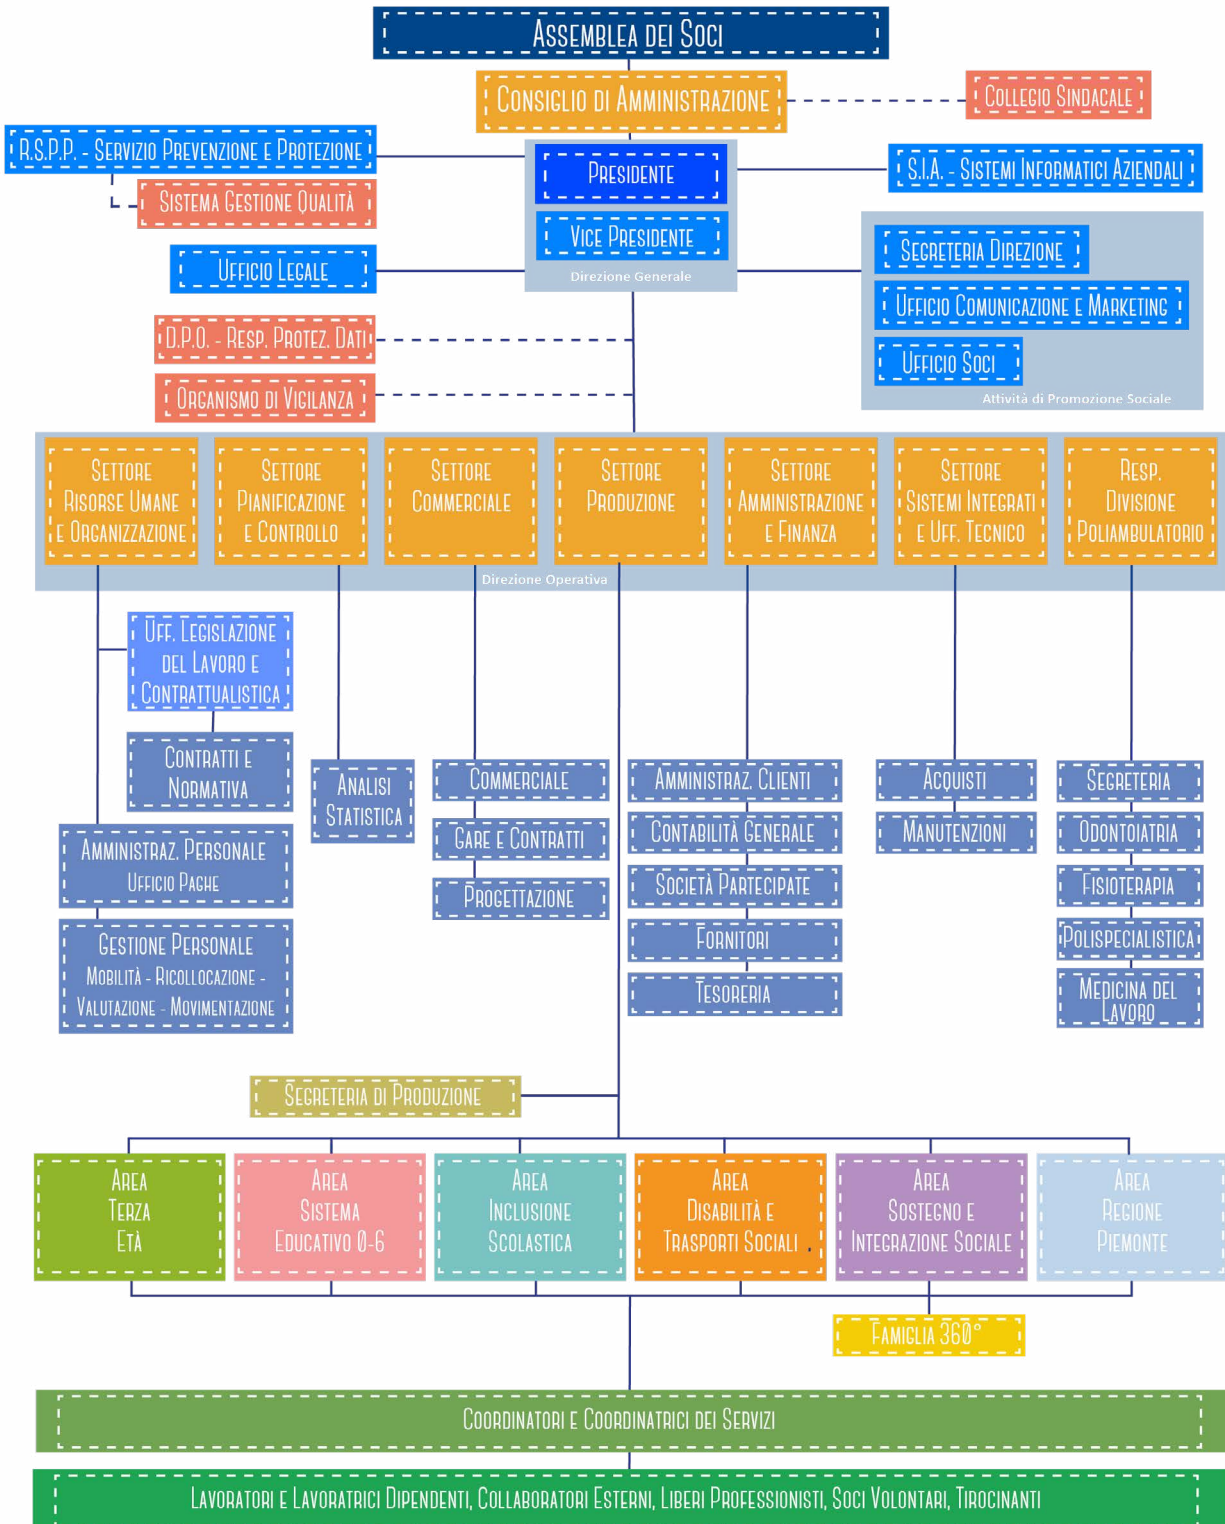 Assemblea dei Soci
Consiglio di Amministrazione
Collegio Sindacale
R.S.P.P. - Servizio Prevenzione e Protezione
Sistema Gestione Qualità
Presidente
Vice Presidente
Direzione Generale
S.I.A. - Sistemi Informatici Aziendali
Ufficio Legale
Segreteria Direzione
Ufficio Comunicazione e Marketing
Ufficio Soci
Attività di Promozione Sociale
D.P.O. - Resp. Protez. Dati
Organismo di Vigilanza
Settore
Risorse Umane
e Organizzazione
Settore
Pianificazione
e Controllo
Settore
Commerciale
Settore
Produzione
Settore
Amministrazione
e Finanza
Settore
Sistemi Integrati
e Uff. Tecnico
Resp.
Divisione
Poliambulatorio
Direzione Operativa
Uff. Legislazione
del Lavoro e
Contrattualistica
Contratti e
Normativa
Amministraz. Personale
Ufficio Paghe
Gestione Personale
Mobilità - Ricollocazione -
Valutazione - Movimentazione
Analisi
Statistica
Commerciale
Gare e Contratti
Progettazione
Amministraz. Clienti
Contabilità Generale
Società Partecipate
Fornitori
Tesoreria
Acquisti
Manutenzioni
Segreteria
Odontoiatria
Fisioterapia
Polispecialistica
Medicina del
Lavoro
Segreteria di Produzione
Area
Terza
Età
Area
Sistema
Educativo 0-6
Area
Inclusione
Scolastica
Area
Disabilità e
Trasporti Sociali .
Area
Sostegno e
Integrazione Sociale
Area
Regione
Piemonte
Famiglia 360°
Coordinatori e Coordinatrici dei Servizi
Lavoratori e Lavoratrici Dipendenti, Collaboratori Esterni, Liberi Professionisti, Soci Volontari, Tirocinanti